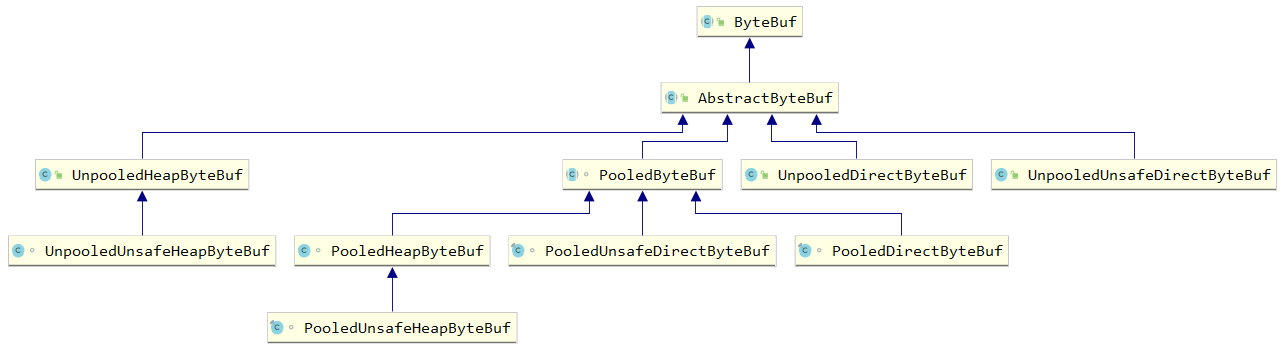 ByteBuf
AbstractByteBuf
UnpooledHeapByteBuf
PooledByteBuf
UnpooledDirectByteBuf
UnpooledUnsafeDirectByteBuf
UnpooledUnsafeHeapByteBuf
PooledHeapByteBuf
PooledUnsafeDirectByteBuf
PooledDirectByteBuf
PooledUnsafeHeapByteBuf